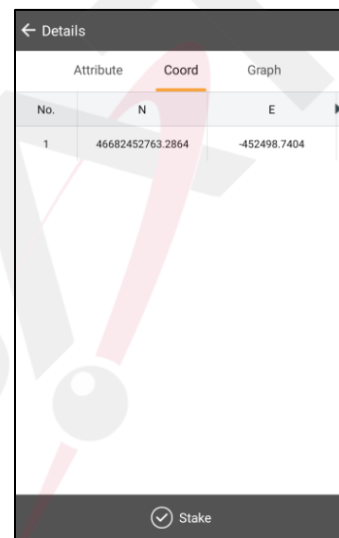 Details
Attribute Coord Graph
No. N E
1 46682452763.2864 -452498.7404
Stake